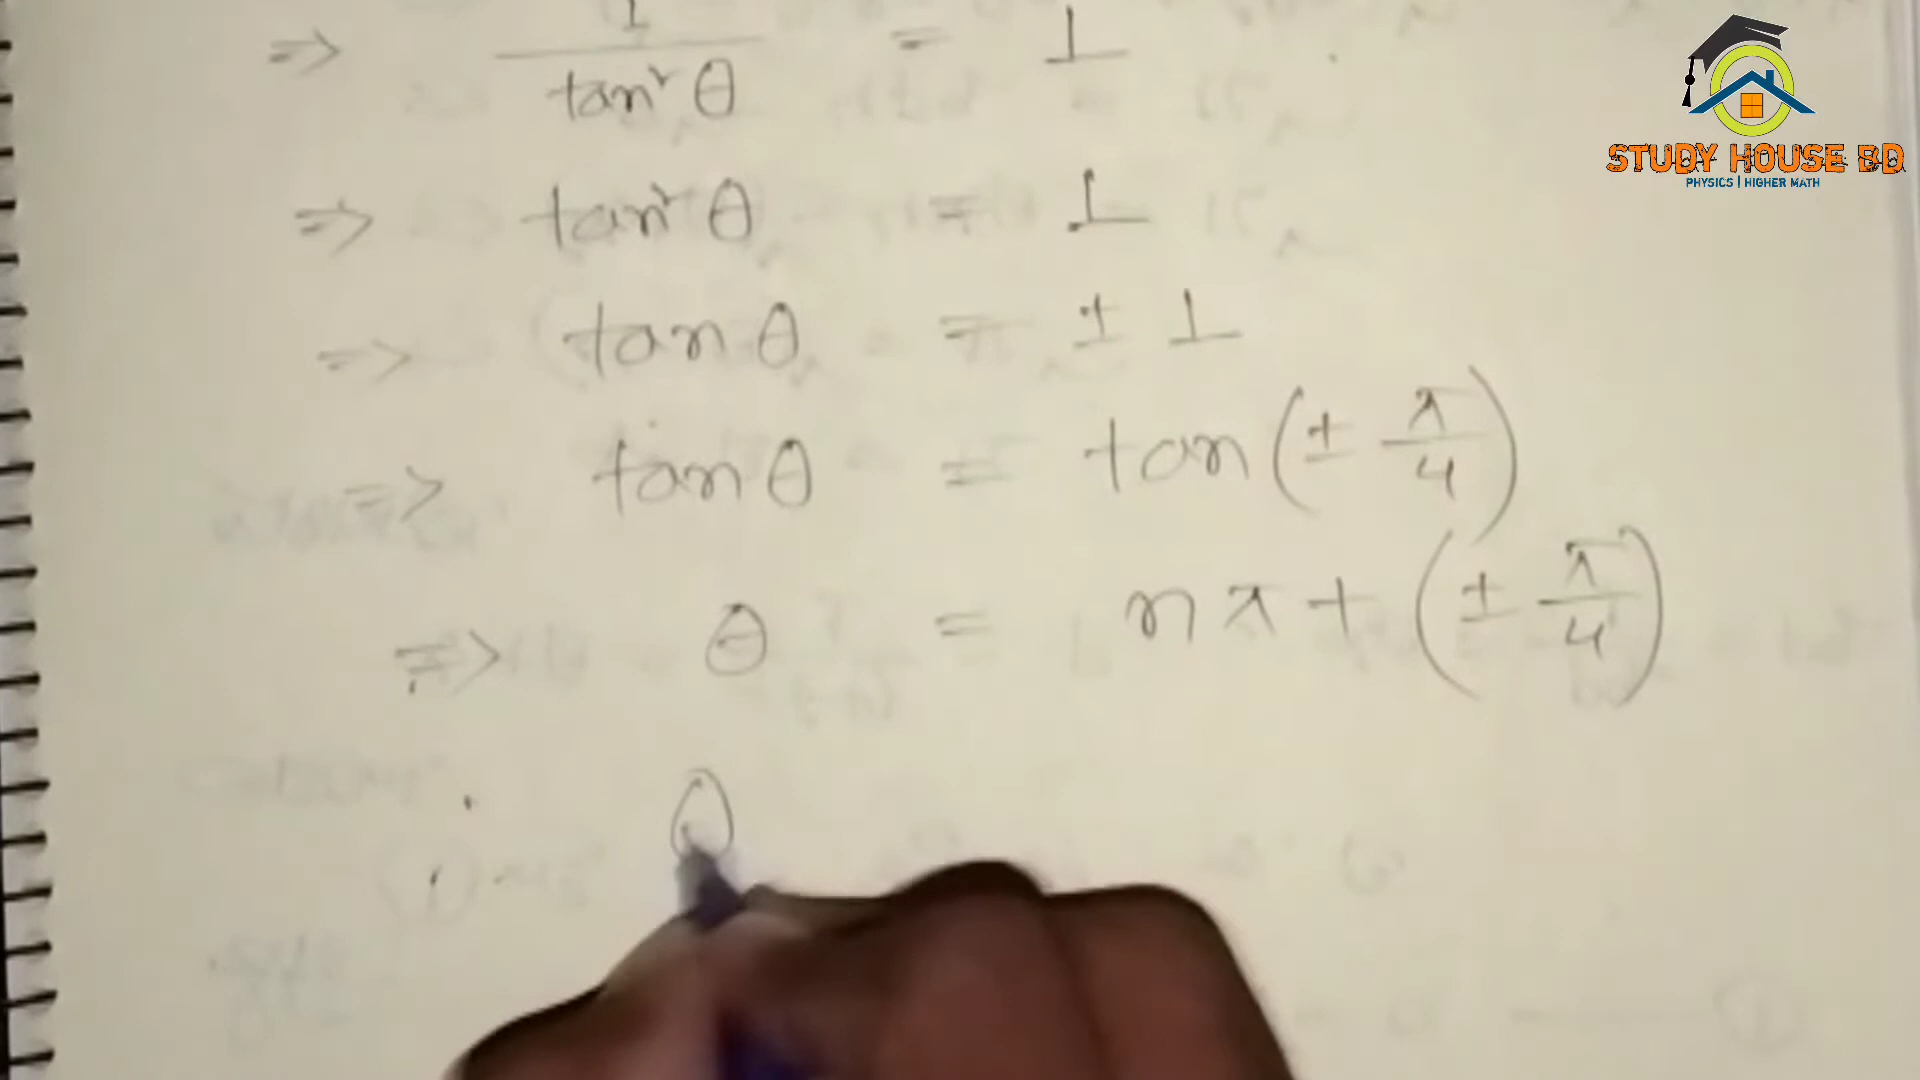 ⇒ 1/tan²θ = 1
⇒ tan²θ = 1
⇒ tanθ = ± 1
⇒ tanθ = tan(± π/4)
⇒ θ = nπ + (± π/4)
θ
STUDY HOUSE BD
PHYSICS | HIGHER MATH